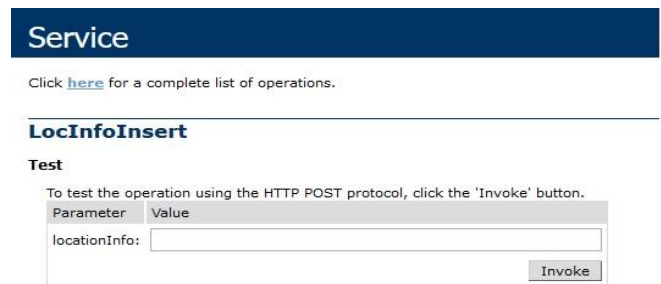 Service
Click here for a complete list of operations.
LocInfoInsert
Test
To test the operation using the HTTP POST protocol, click the 'Invoke' button.
Parameter Value
locationInfo:
Invoke